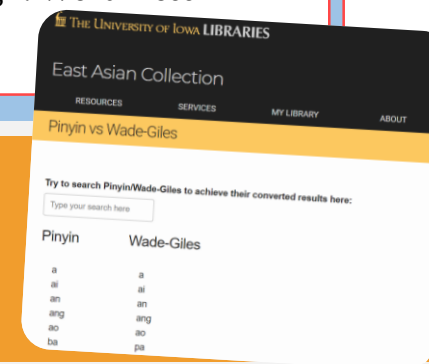 THE UNIVERSITY OF IOWA LIBRARIES
East Asian Collection
RESOURCES SERVICES MY LIBRARY ABOUT
Pinyin vs Wade-Giles
Try to search Pinyin/Wade-Giles to achieve their converted results here:
Type your search here
Pinyin Wade-Giles
a a
ai ai
an an
ang ang
ao ao
ba pa